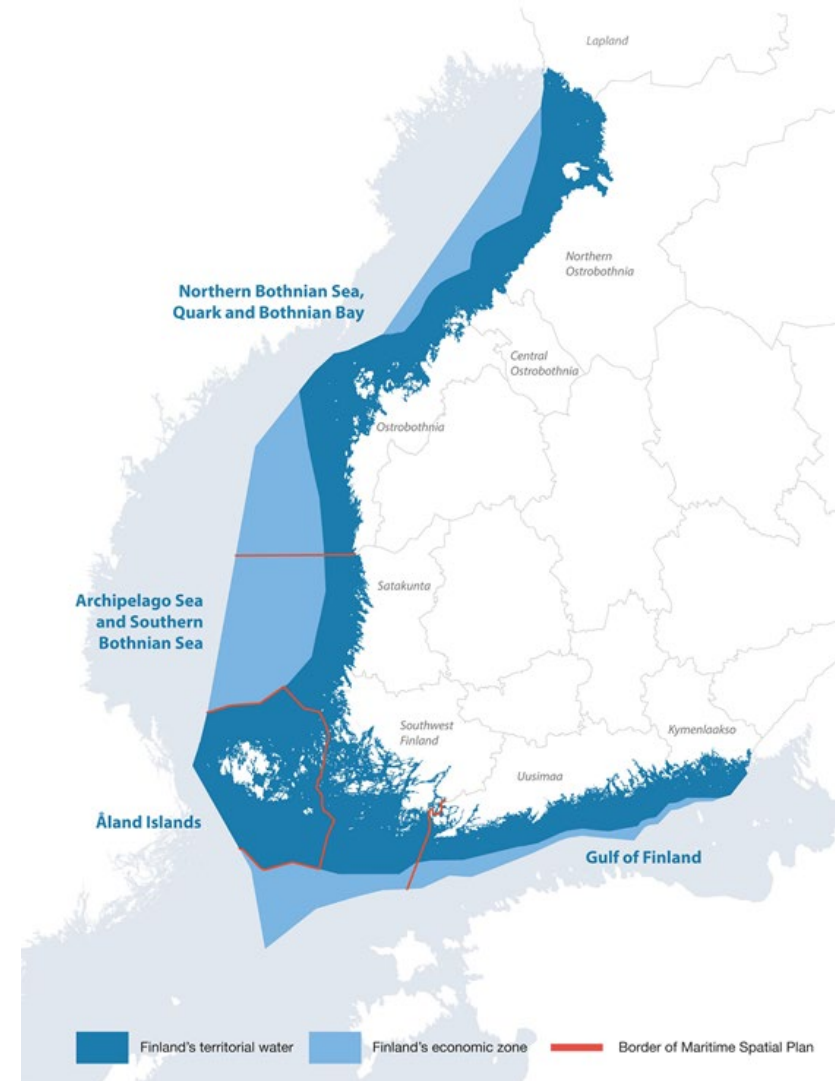 Lapland
Northern
Ostrobothnia
Northern Bothnian Sea,
Quark and Bothnian Bay
Central
Ostrobothnia
Ostrobothnia
Satakunta
Archipelago Sea
and Southern
Bothnian Sea
Southwest
Finland
Kymenlaakso
Uusimaa
Åland Islands
Gulf of Finland
Finland's territorial water
Finland's economic zone
Border of Maritime Spatial Plan